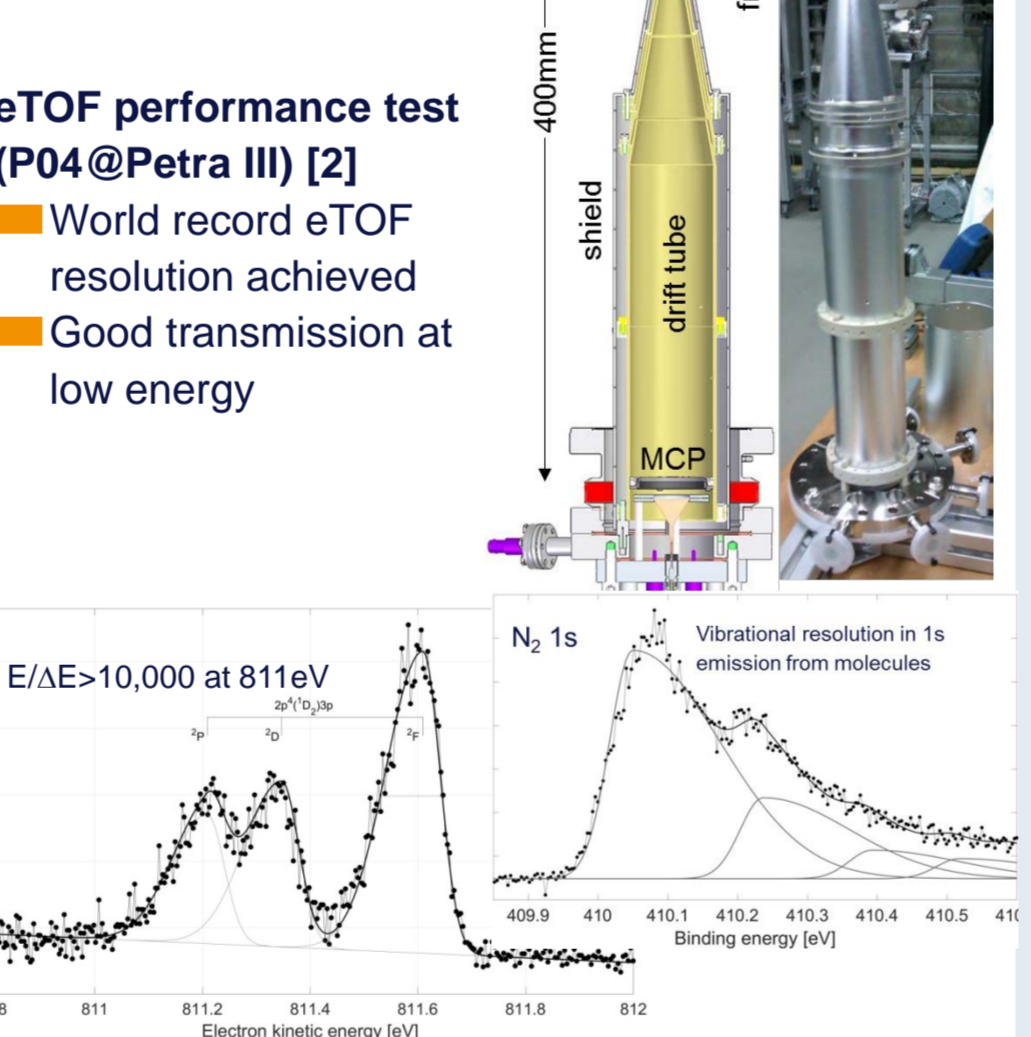 eTOF performance test
(P04@Petra III) [2]
World record eTOF
resolution achieved
Good transmission at
low energy
400mm
shield
drift tube
MCP
E/ΔE>10,000 at 811eV
2p⁴(¹D₂)3p
²P ²D ²F
811 811.2 811.4 811.6 811.8 812
Electron kinetic energy [eV]
N₂ 1s
Vibrational resolution in 1s
emission from molecules
409.9 410 410.1 410.2 410.3 410.4 410.5
Binding energy [eV]